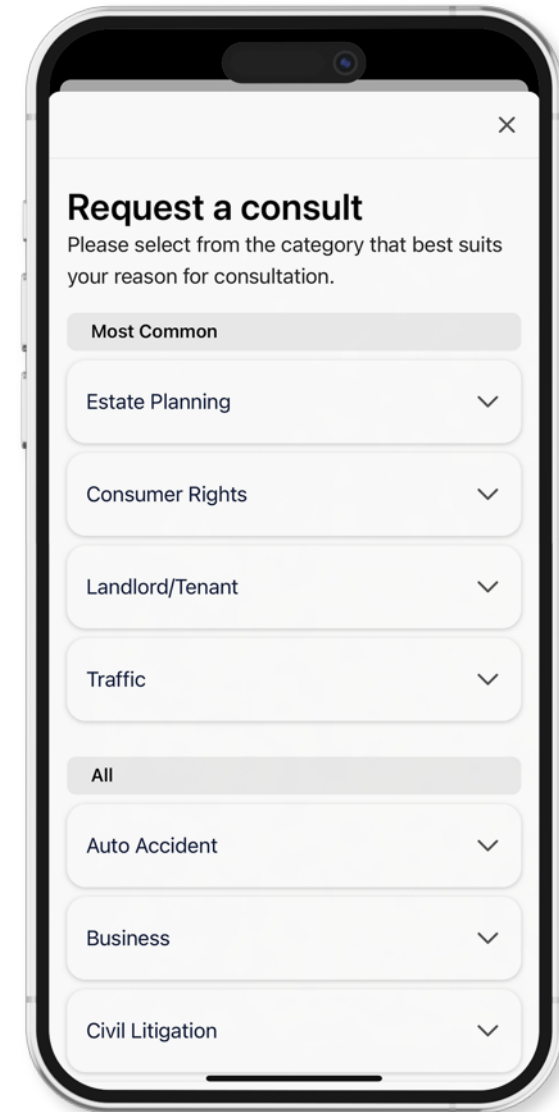 Request a consult
Please select from the category that best suits
your reason for consultation.
Most Common
Estate Planning
Consumer Rights
Landlord/Tenant
Traffic
All
Auto Accident
Business
Civil Litigation